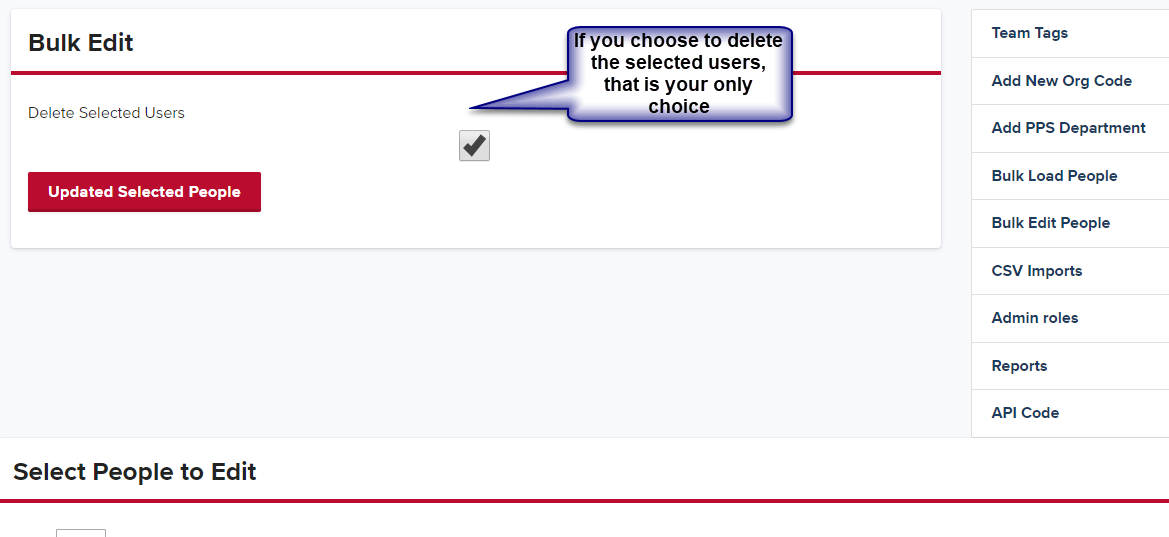 Bulk Edit
If you choose to delete
the selected users,
that is your only
choice
Delete Selected Users
Updated Selected People
Team Tags
Add New Org Code
Add PPS Department
Bulk Load People
Bulk Edit People
CSV Imports
Admin roles
Reports
API Code
Select People to Edit